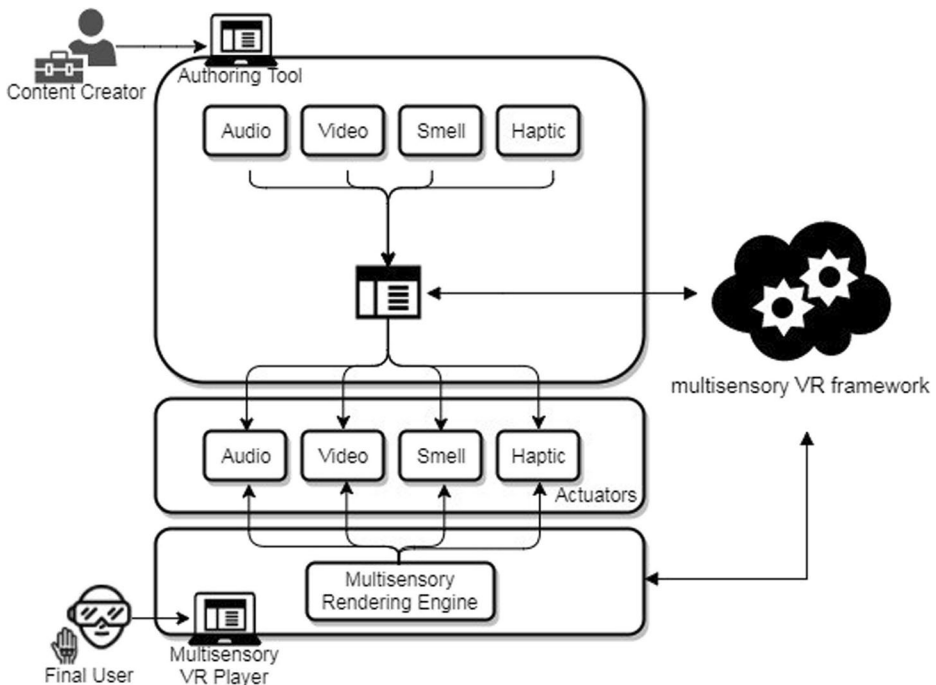 Content Creator
Authoring Tool
Audio
Video
Smell
Haptic
multisensory VR framework
Audio
Video
Smell
Haptic
Actuators
Multisensory
Rendering Engine
Final User
Multisensory
VR Player